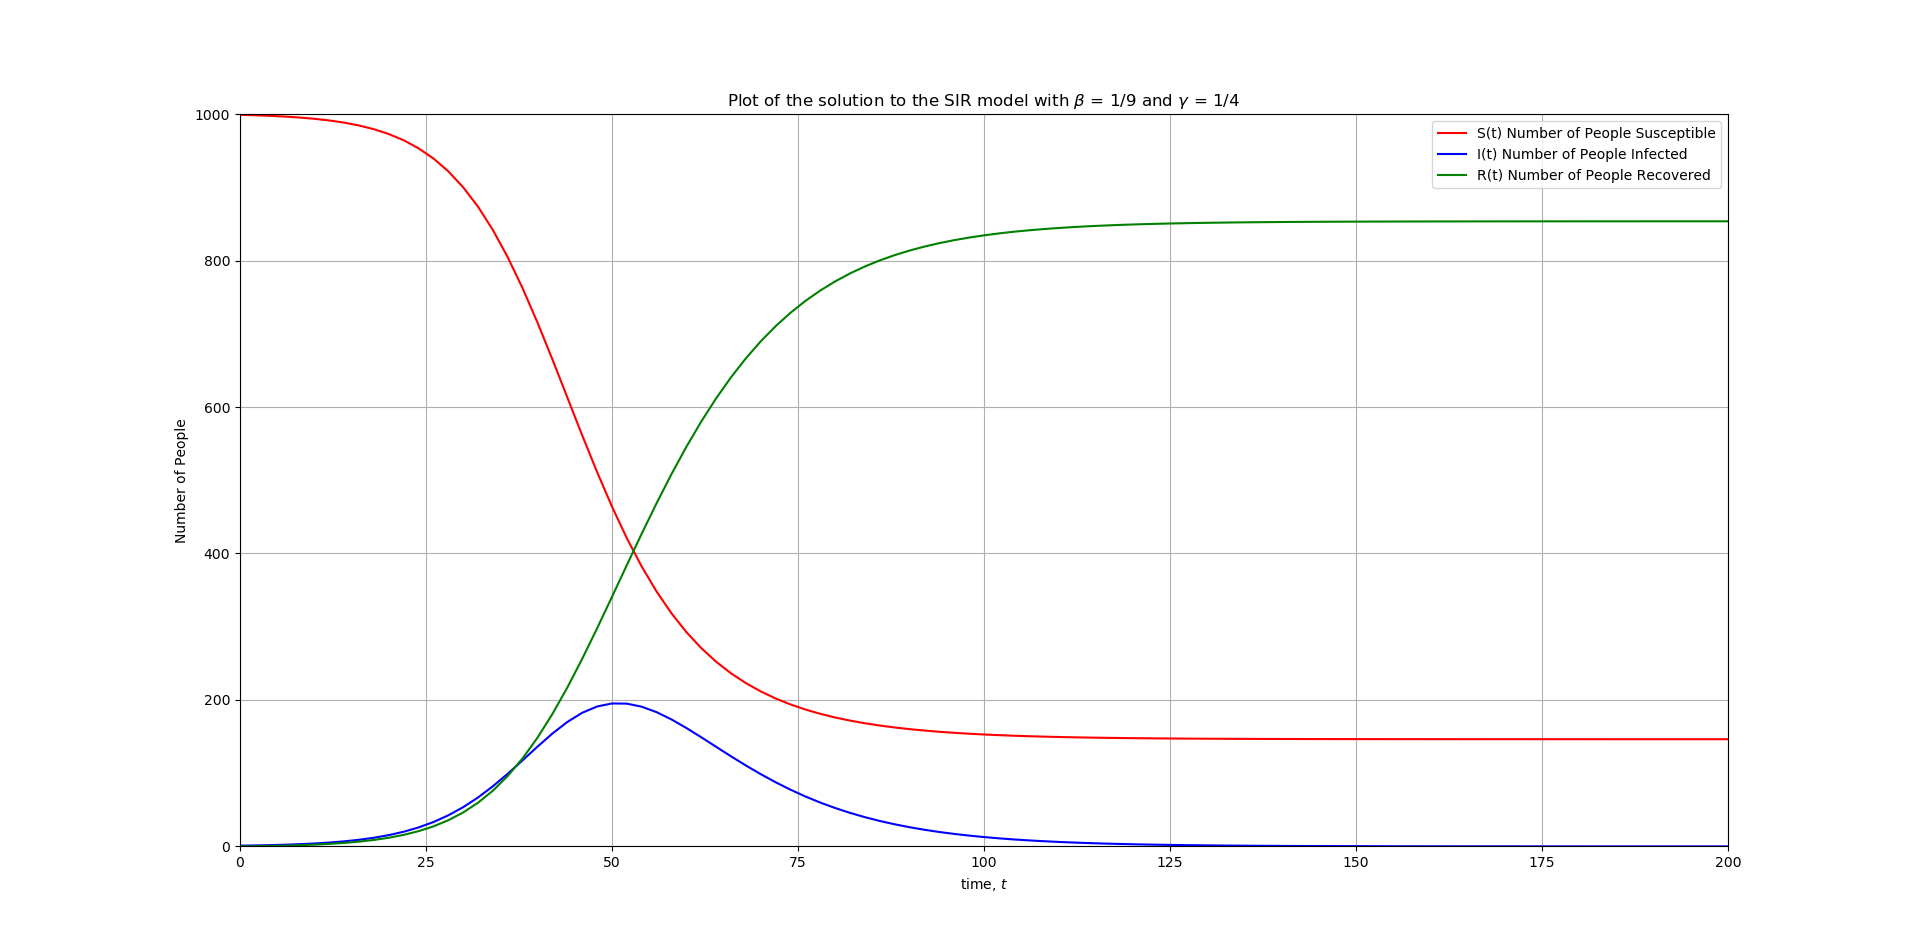 Plot of the solution to the SIR model with β = 1/9 and γ = 1/4
S(t) Number of People Susceptible
I(t) Number of People Infected
R(t) Number of People Recovered
Number of People
1000
800
600
400
200
0
0 25 50 75 100 125 150 175 200
time, t